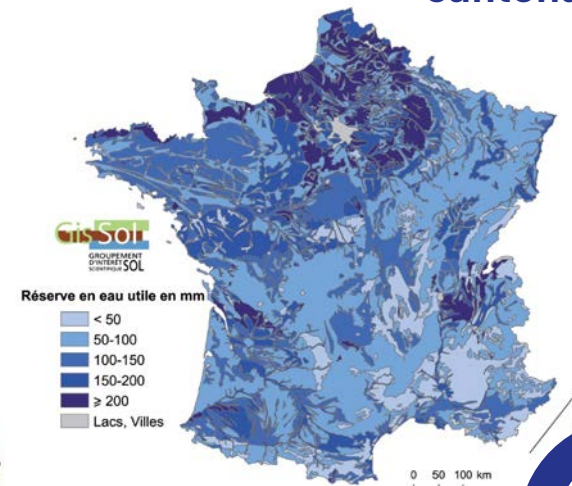 Gis Sol
GROUPEMENT
D'INTÉRÊT
SCIENTIFIQUE SOL
Réserve en eau utile en mm
< 50
50-100
100-150
150-200
⩾ 200
Lacs, Villes
0 50 100 km